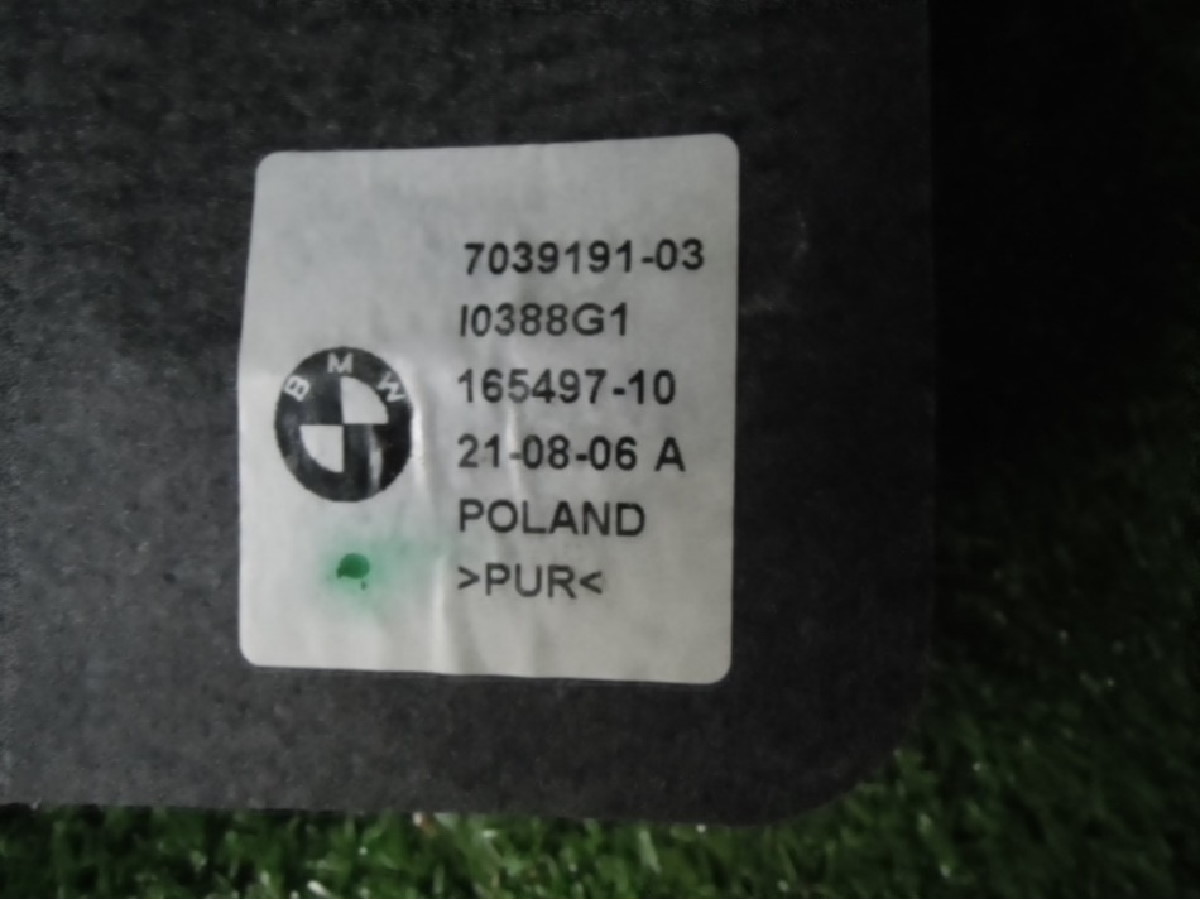 7039191-03
I0388G1
165497-10
BMW
21-08-06 A
POLAND
>PUR<